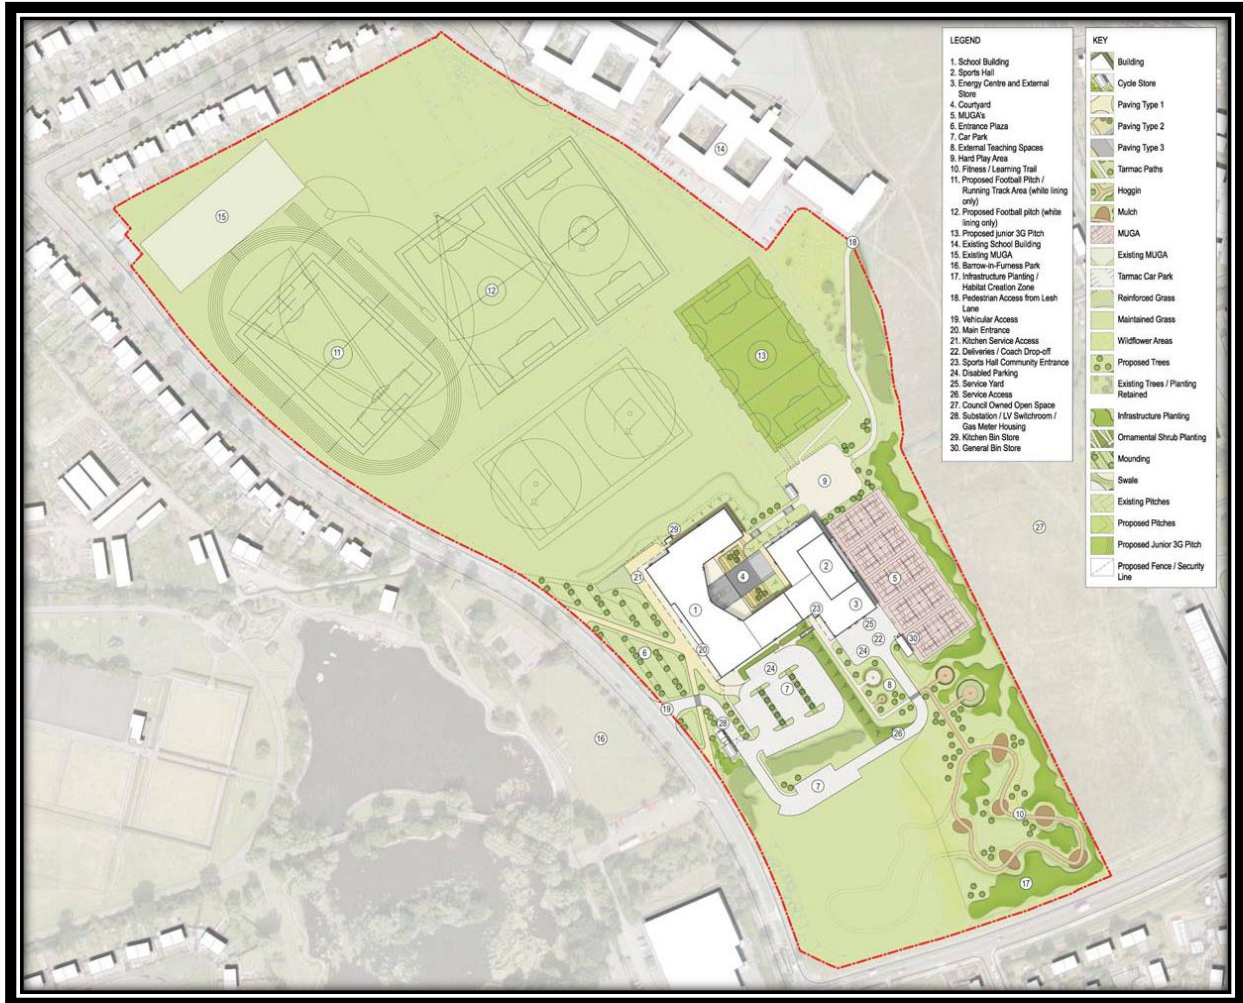 LEGEND
1. School Building
2. Sports Hall
3. Energy Centre and External
Store
4. Courtyard
5. MUGA's
6. Entrance Plaza
7. Car Park
8. External Teaching Spaces
9. Hard Play Area
10. Fitness / Learning Trail
11. Proposed Football Pitch /
Running Track Area (white lining
only)
12. Proposed Football pitch (white
lining only)
13. Proposed junior 3G Pitch
14. Existing School Building
15. Existing MUGA
16. Barrow-in-Furness Park
17. Infrastructure Planting /
Habitat Creation Zone
18. Pedestrian Access from Lesh
Lane
19. Vehicular Access
20. Main Entrance
21. Kitchen Service Access
22. Deliveries / Coach Drop-off
23. Sports Hall Community Entrance
24. Disabled Parking
25. Service Yard
26. Service Access
27. Council Owned Open Space
28. Substation / LV Switchroom /
Gas Meter Housing
29. Kitchen Bin Store
30. General Bin Store
KEY
Building
Cycle Store
Paving Type 1
Paving Type 2
Paving Type 3
Tarmac Paths
Hoggin
Mulch
MUGA
Existing MUGA
Tarmac Car Park
Reinforced Grass
Maintained Grass
Wildflower Areas
Proposed Trees
Existing Trees / Planting
Retained
Infrastructure Planting
Ornamental Shrub Planting
Mounding
Swale
Existing Pitches
Proposed Pitches
Proposed Junior 3G Pitch
Proposed Fence / Security
Line
14
15
18
12
11
13
9
29
27
4
21
2
5
1
3
23
25
22
30
20
24
6
24
7
8
19
28
26
16
7
10
17